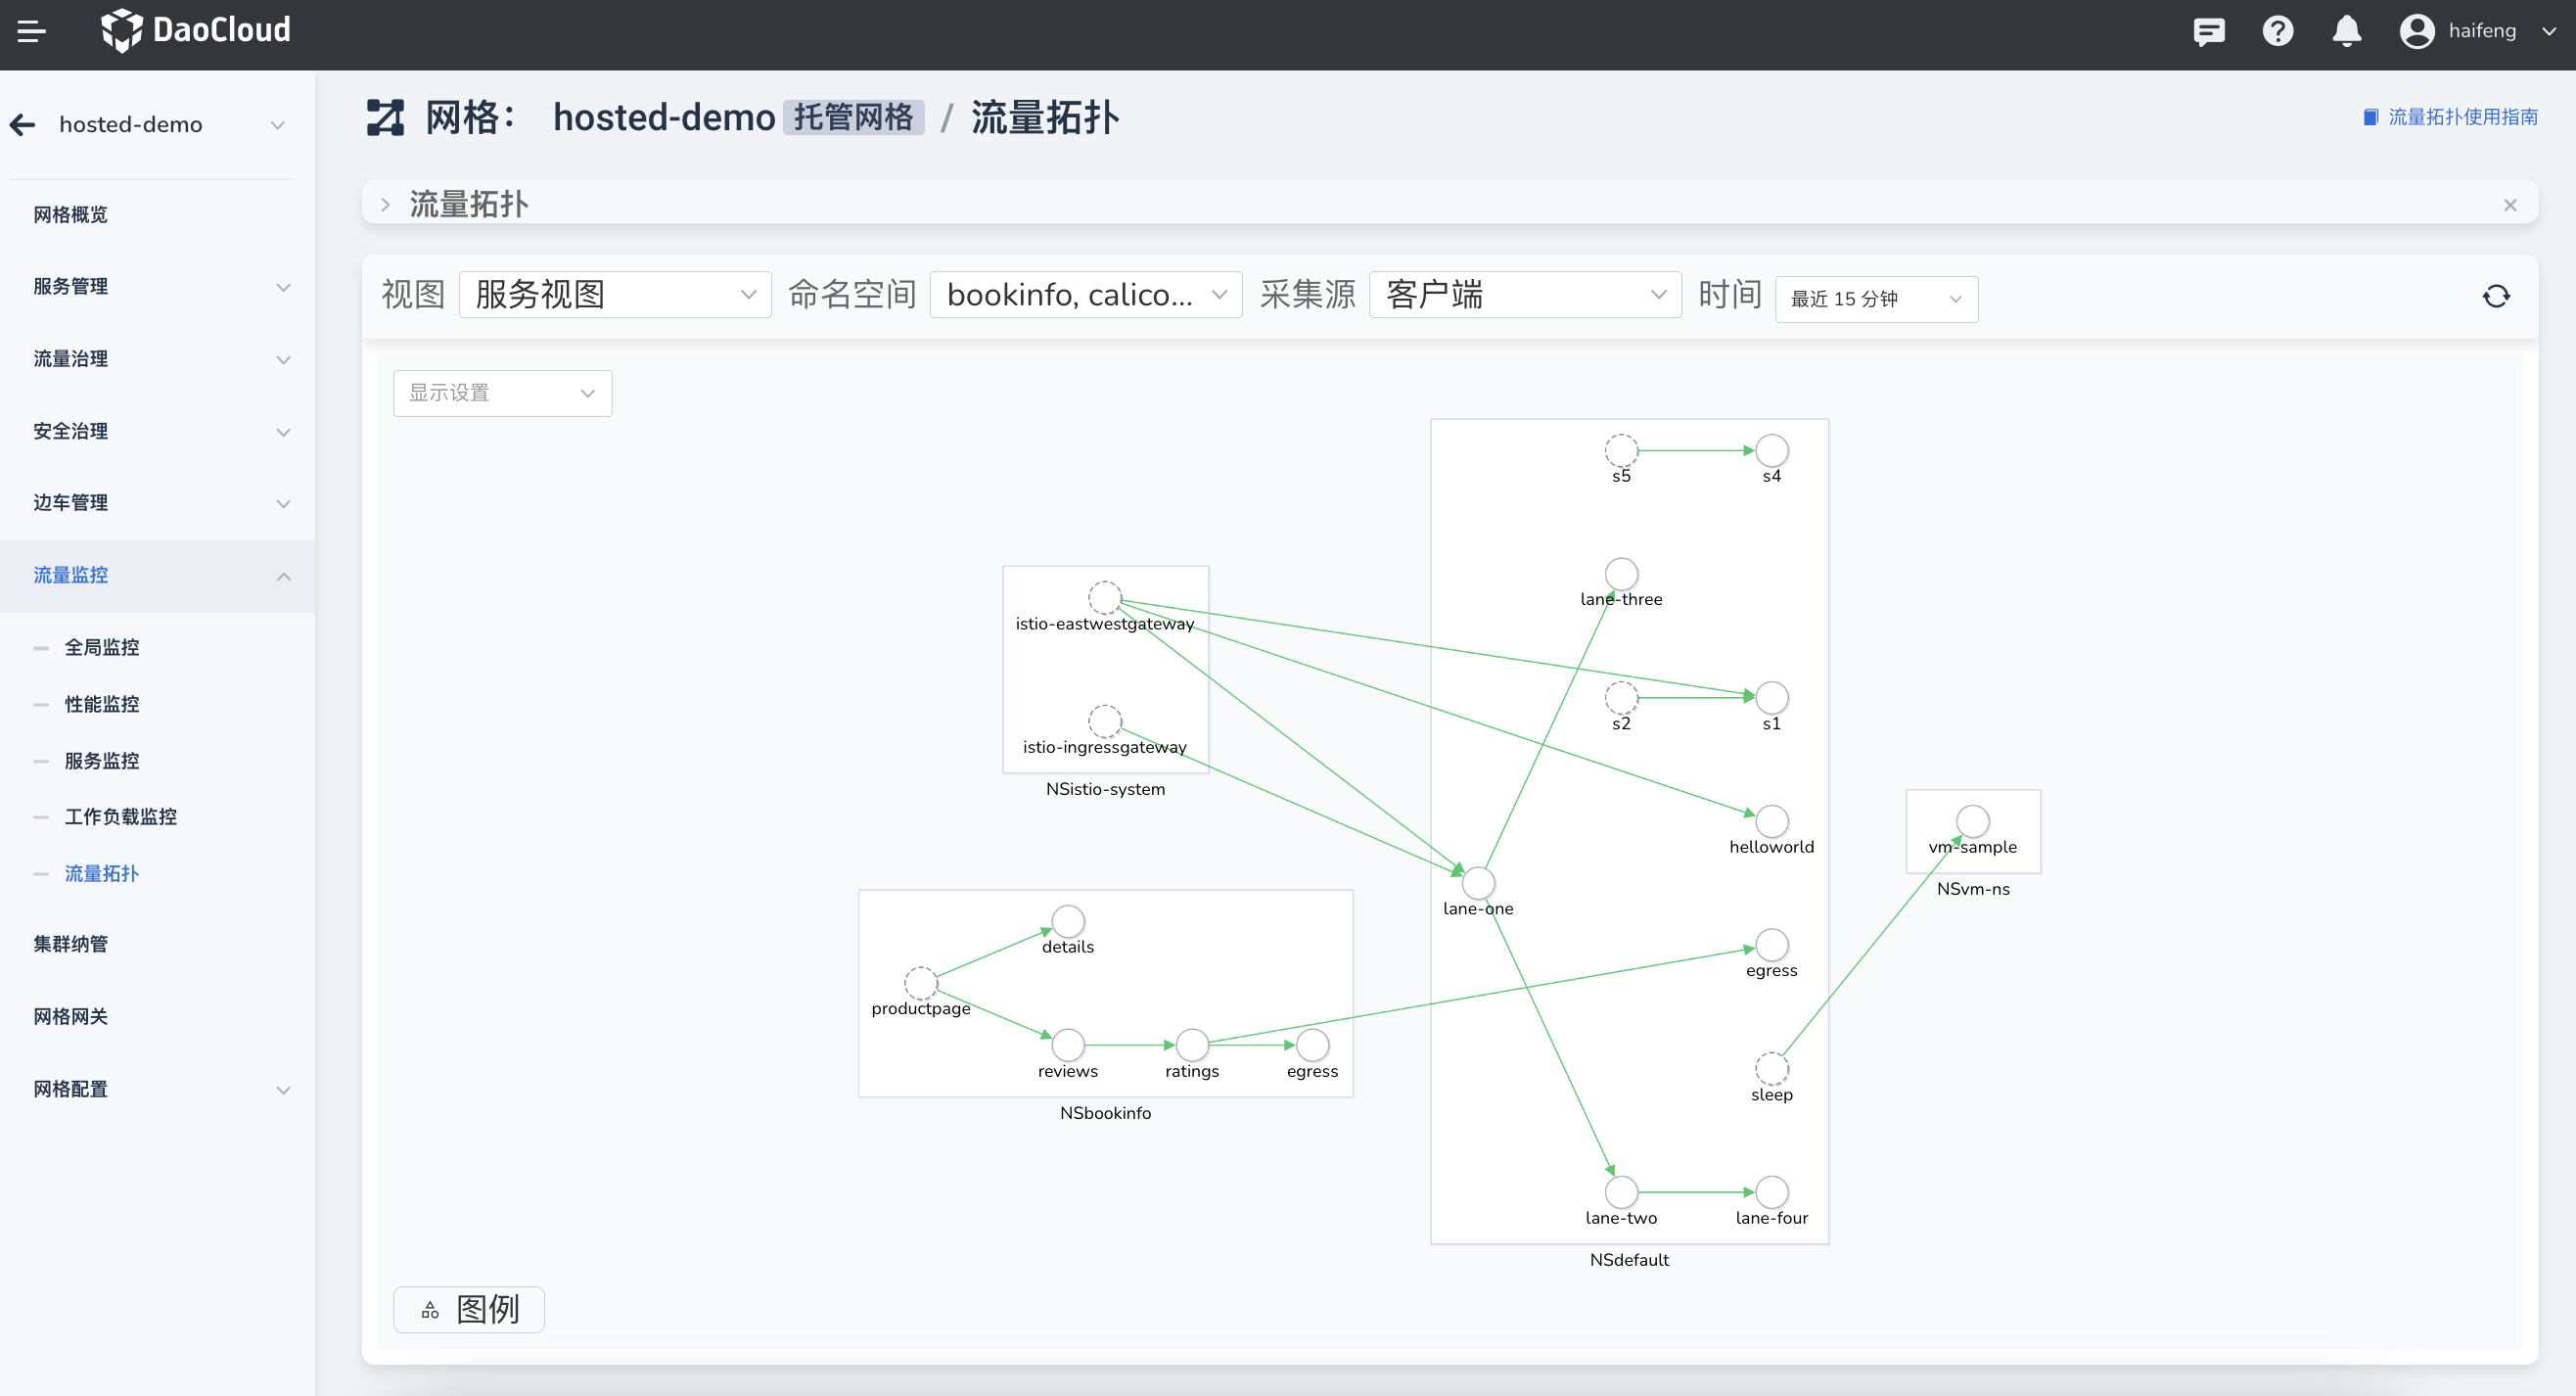 DaoCloud
haifeng
hosted-demo
网格概览
服务管理
流量治理
安全治理
边车管理
流量监控
全局监控
性能监控
服务监控
工作负载监控
流量拓扑
集群纳管
网格网关
网格配置
网格： hosted-demo 托管网格 / 流量拓扑
流量拓扑使用指南
流量拓扑
视图 服务视图 命名空间 bookinfo, calico... 采集源 客户端 时间 最近 15 分钟
显示设置
s5
s4
lane-three
istio-eastwestgateway
s2
s1
istio-ingressgateway
NSistio-system
helloworld
vm-sample
NSvm-ns
lane-one
details
egress
productpage
reviews
ratings
egress
sleep
NSbookinfo
lane-two
lane-four
NSdefault
图例